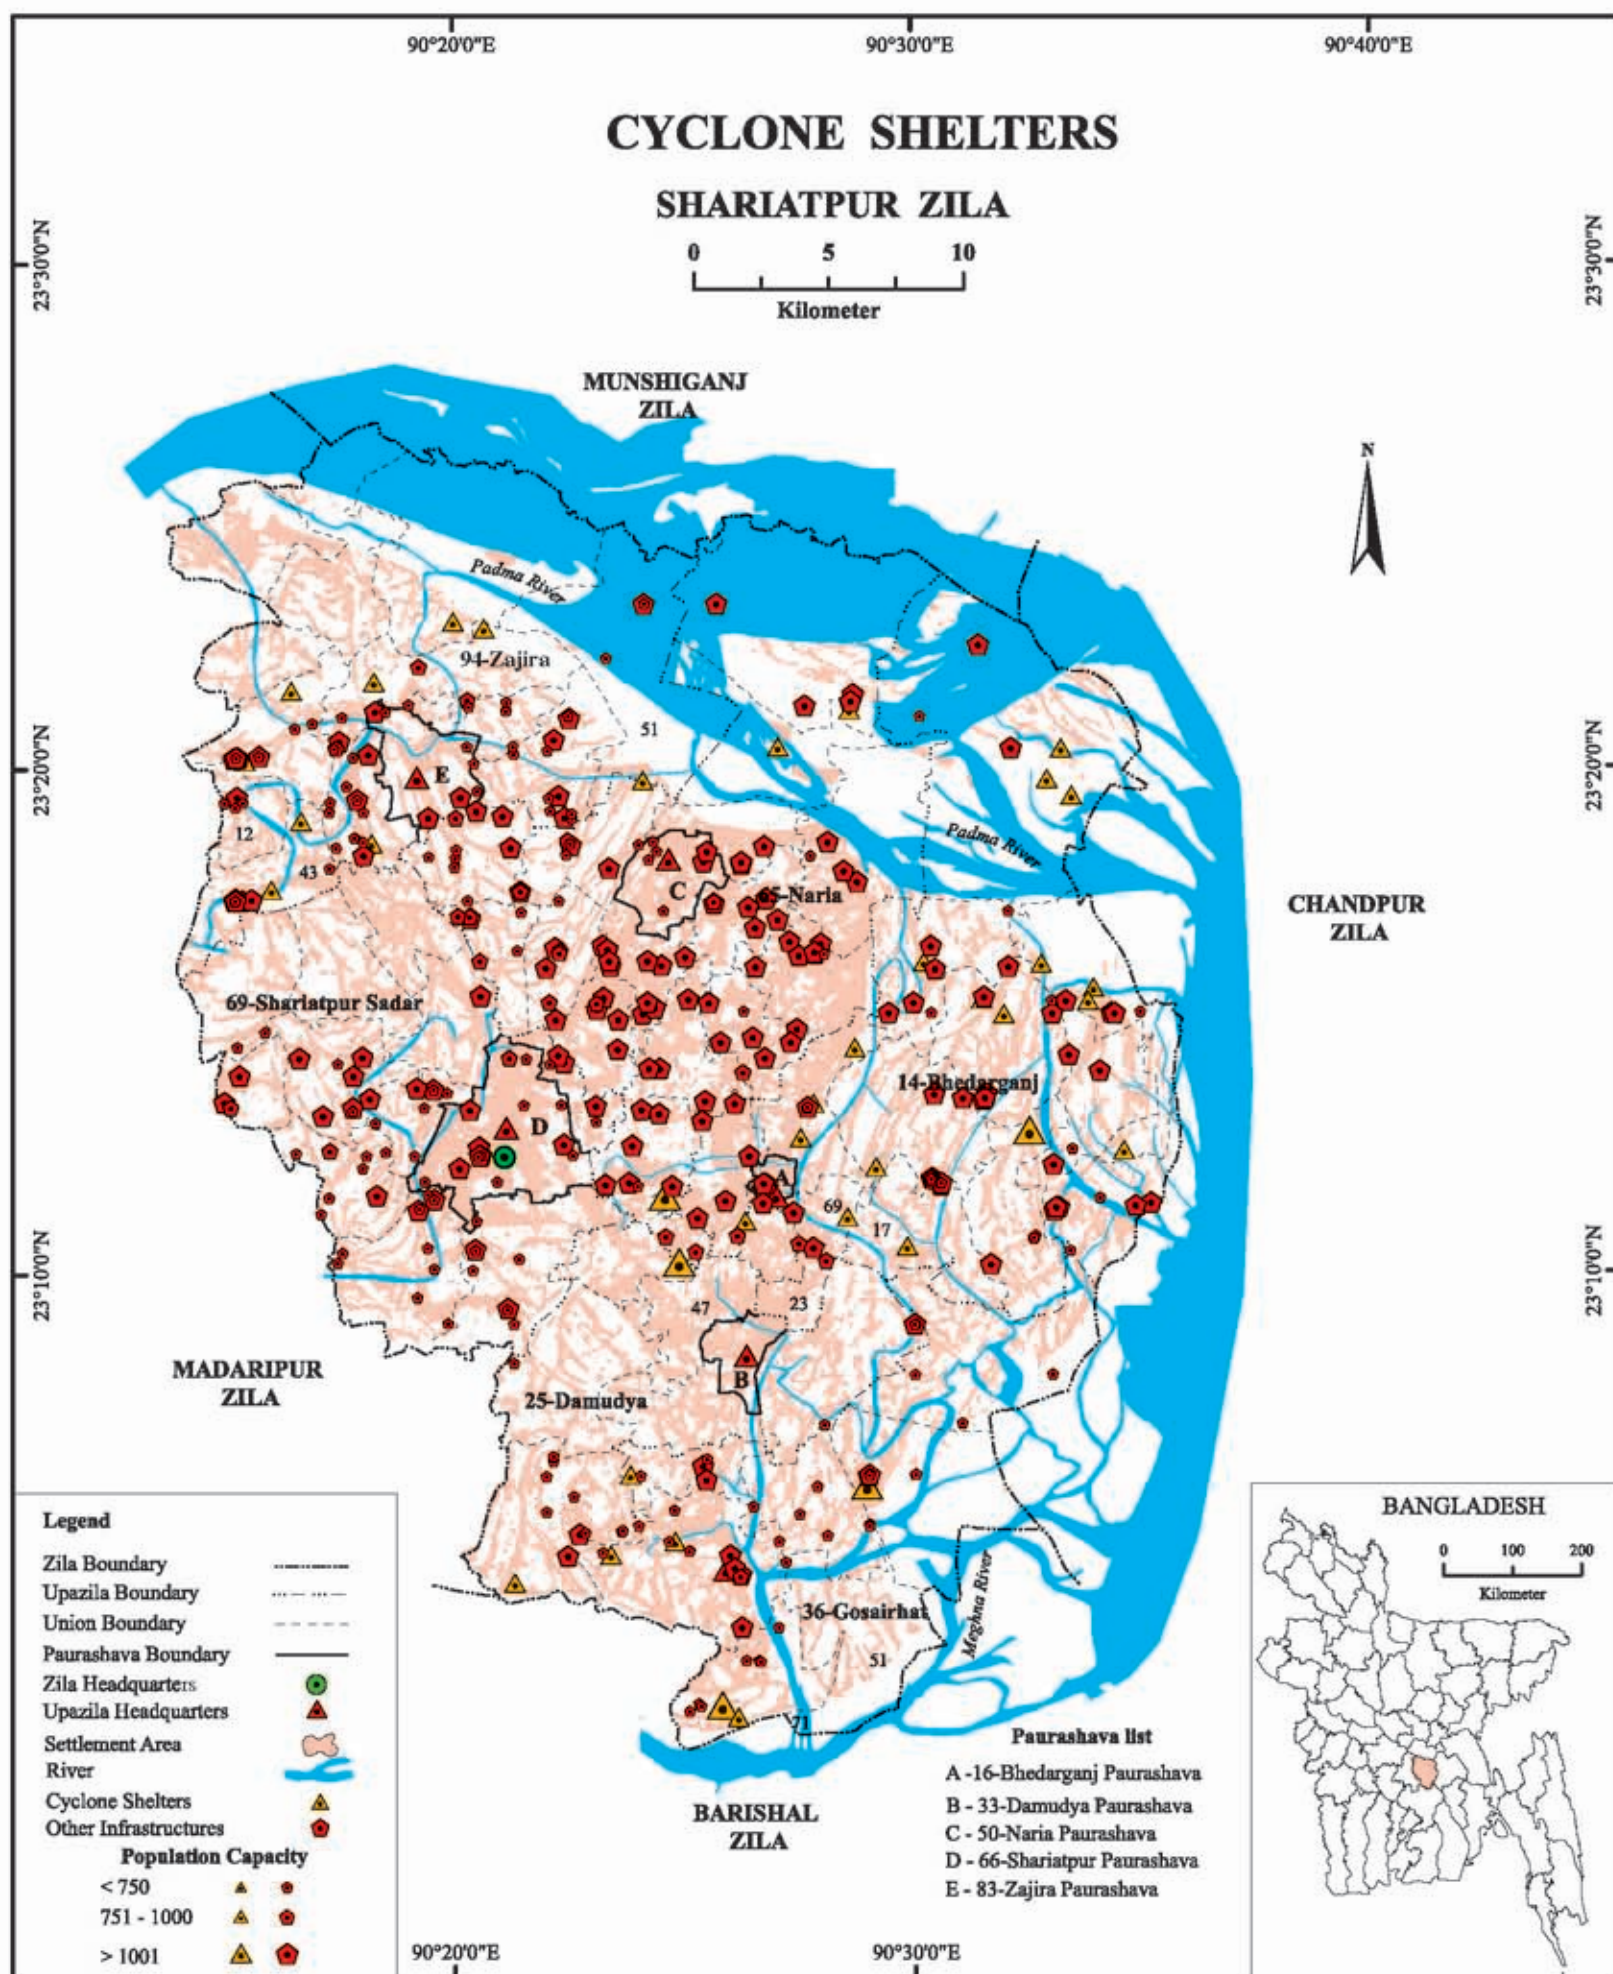 90°20'0"E
90°30'0"E
90°40'0"E
CYCLONE SHELTERS
SHARIATPUR ZILA
0 5 10
Kilometer
23°30'0"N
23°30'0"N
MUNSHIGANJ
ZILA
N
Padma River
94-Zajira
51
23°20'0"N
23°20'0"N
E
12
43
Padma River
C
65-Naria
CHANDPUR
ZILA
69-Shariatpur Sadar
14-Bhedarganj
D
A
69
17
23°10'0"N
23°10'0"N
47
23
MADARIPUR
ZILA
B
25-Damudya
36-Gosairhat
Meghna River
51
71
BARISHAL
ZILA
Legend
Zila Boundary
Upazila Boundary
Union Boundary
Paurashava Boundary
Zila Headquarters
Upazila Headquarters
Settlement Area
River
Cyclone Shelters
Other Infrastructures
Population Capacity
< 750
751 - 1000
> 1001
Paurashava list
A -16-Bhedarganj Paurashava
B - 33-Damudya Paurashava
C - 50-Naria Paurashava
D - 66-Shariatpur Paurashava
E - 83-Zajira Paurashava
BANGLADESH
0 100 200
Kilometer
90°20'0"E
90°30'0"E